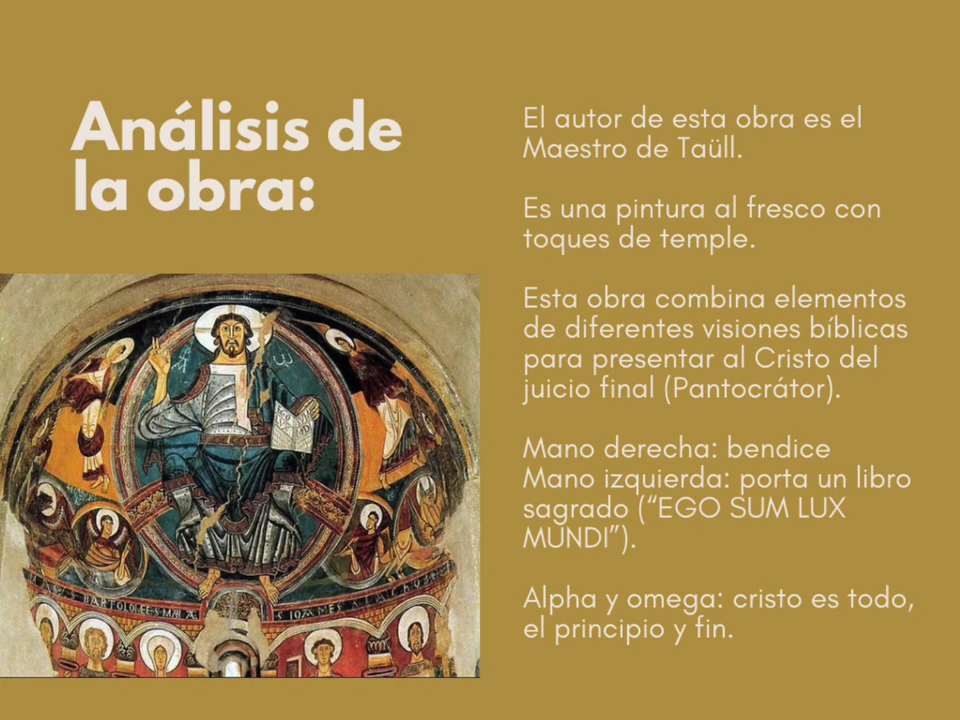 Análisis de
la obra:
El autor de esta obra es el
Maestro de Taüll.
Es una pintura al fresco con
toques de temple.
Esta obra combina elementos
de diferentes visiones bíblicas
para presentar al Cristo del
juicio final (Pantocrátor).
Mano derecha: bendice
Mano izquierda: porta un libro
sagrado (“EGO SUM LUX
MUNDI”).
Alpha y omega: cristo es todo,
el principio y fin.